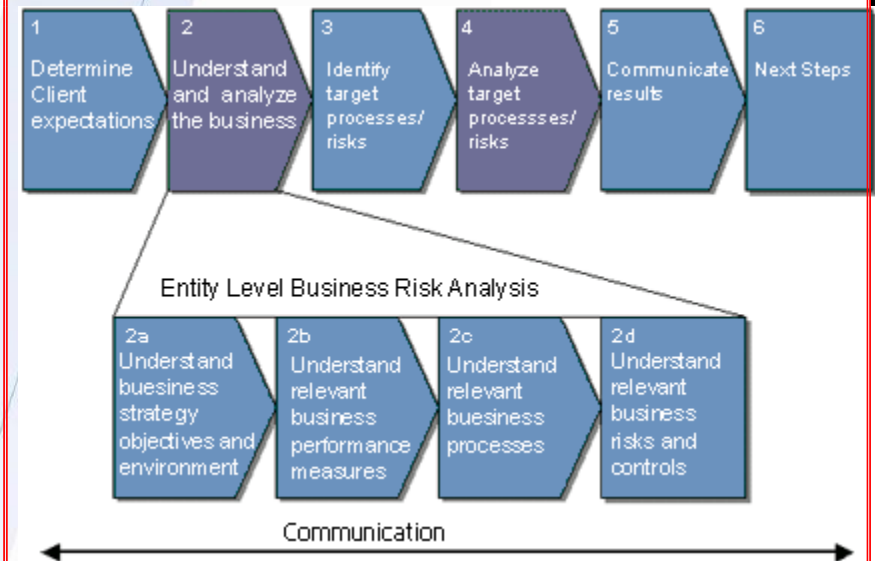 1
Determine
Client
expectations
2
Understand
and analyze
the business
3
Identify
target
processes/
risks
4
Analyze
target
processses/
risks
5
Communicate
results
6
Next Steps
Entity Level Business Risk Analysis
2a
Understand
buesiness
strategy
objectives and
environment
2b
Understand
relevant
business
performance
measures
2c
Understand
relevant
buesiness
processes
2d
Understand
relevant
business
risks and
controls
Communication